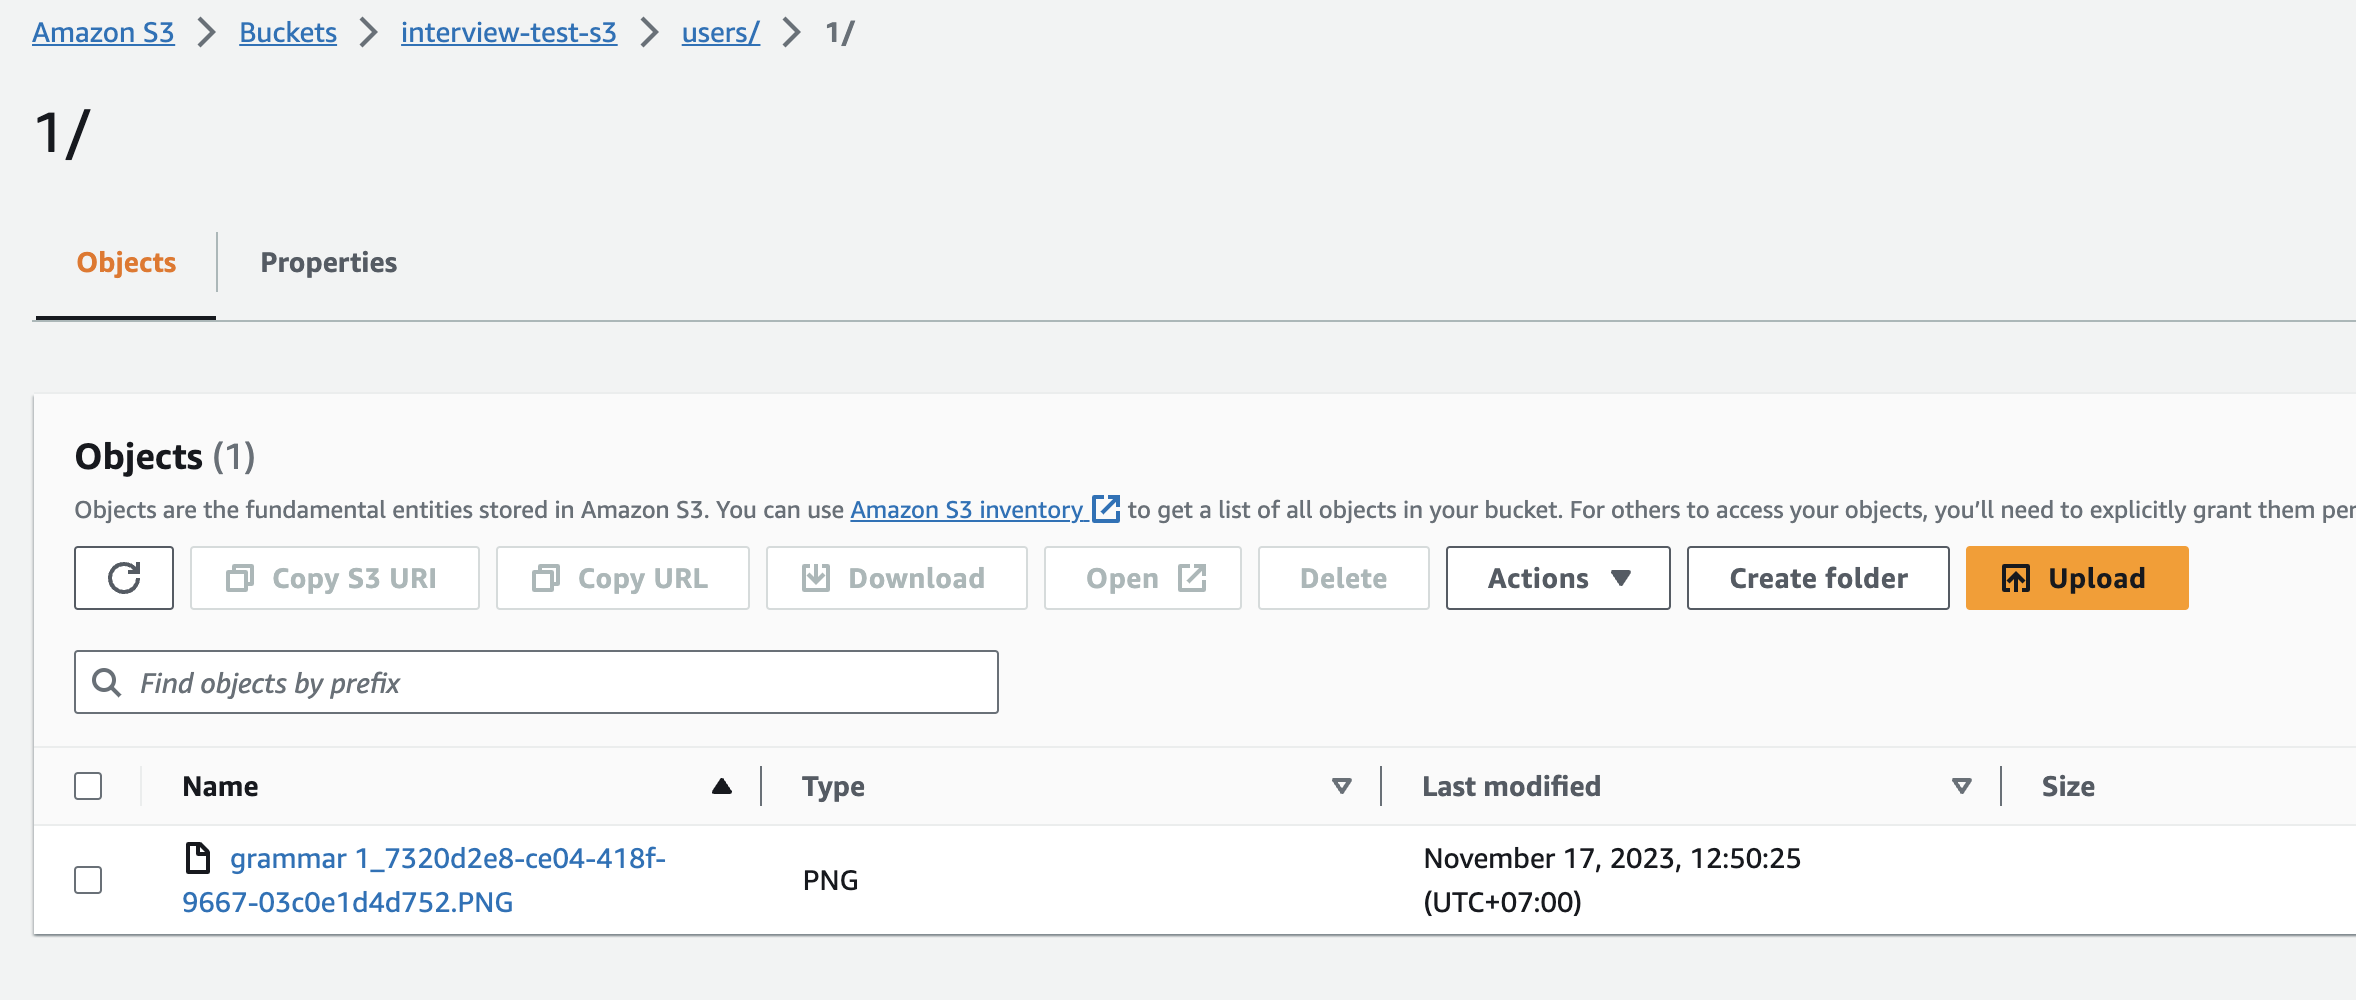 Amazon S3 > Buckets > interview-test-s3 > users/ > 1/
1/
Objects Properties
Objects (1)
Objects are the fundamental entities stored in Amazon S3. You can use Amazon S3 inventory to get a list of all objects in your bucket. For others to access your objects, you’ll need to explicitly grant them per
Copy S3 URI Copy URL Download Open Delete Actions Create folder Upload
Find objects by prefix
Name Type Last modified Size
grammar 1_7320d2e8-ce04-418f-
9667-03c0e1d4d752.PNG
PNG
November 17, 2023, 12:50:25
(UTC+07:00)